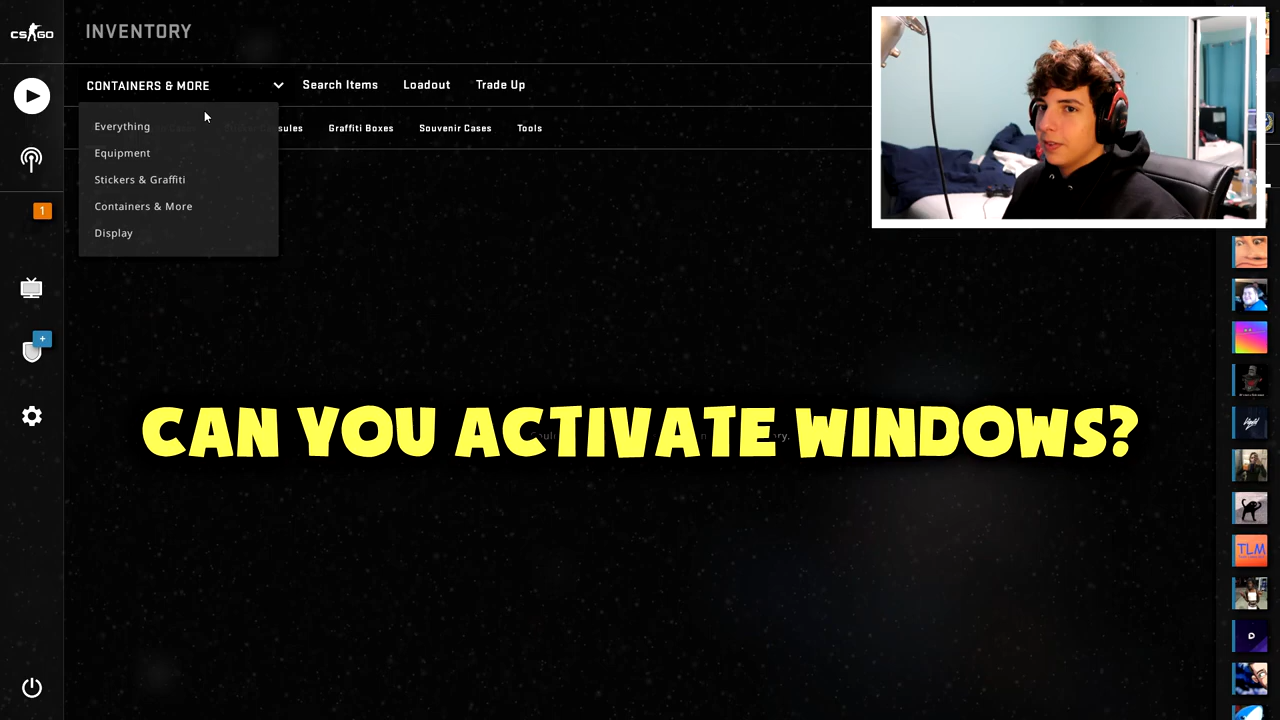 CS GO
INVENTORY
CONTAINERS & MORE
Search Items
Loadout
Trade Up
Graffiti Boxes
Souvenir Cases
Tools
Everything
Equipment
Stickers & Graffiti
Containers & More
Display
1
+
CAN YOU ACTIVATE WINDOWS?
TLM